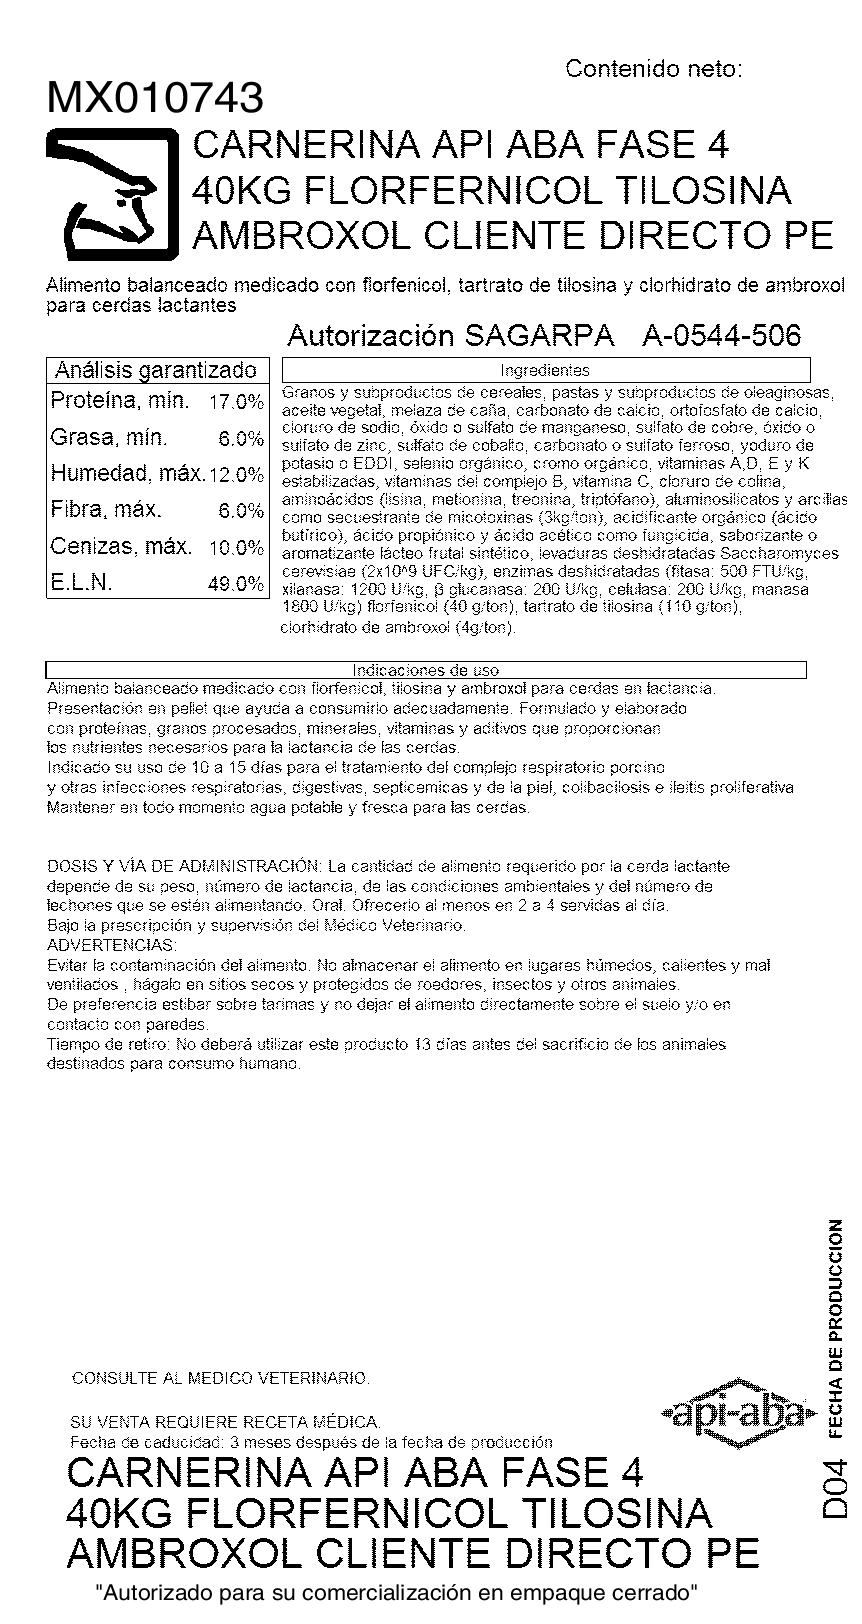 Contenido neto:
MX010743
CARNERINA API ABA FASE 4
40KG FLORFERNICOL TILOSINA
AMBROXOL CLIENTE DIRECTO PE
Alimento balanceado medicado con florfenicol, tartrato de tilosina y clorhidrato de ambroxol
para cerdas lactantes
Autorización SAGARPA A-0544-506
Análisis garantizado
Proteína, mín. 17.0%
Grasa, mín. 6.0%
Humedad, máx. 12.0%
Fibra, máx. 6.0%
Cenizas, máx. 10.0%
E.L.N. 49.0%
Ingredientes
Granos y subproductos de cereales, pastas y subproductos de oleaginosas,
aceite vegetal, melaza de caña, carbonato de calcio, ortofosfato de calcio,
cloruro de sodio, óxido o sulfato de manganeso, sulfato de cobre, óxido o
sulfato de zinc, sulfato de cobalto, carbonato o sulfato ferroso, yoduro de
potasio o EDDI, selenio orgánico, cromo orgánico, vitaminas A,D, E y K
estabilizadas, vitaminas del complejo B, vitamina C, cloruro de colina,
aminoácidos (lisina, metionina, treonina, triptófano), aluminosilicatos y arcillas
como secuestrante de micotoxinas (3kg/ton), acidificante orgánico (ácido
butírico), ácido propiónico y ácido acético como fungicida, saborizante o
aromatizante lácteo frutal sintético, levaduras deshidratadas Saccharomyces
cerevisiae (2x10^9 UFC/kg), enzimas deshidratadas (fitasa: 500 FTU/kg,
xilanasa: 1200 U/kg, β glucanasa: 200 U/kg, celulasa: 200 U/kg, manasa
1800 U/kg) florfenicol (40 g/ton), tartrato de tilosina (110 g/ton),
clorhidrato de ambroxol (4g/ton).
Indicaciones de uso
Alimento balanceado medicado con florfenicol, tilosina y ambroxol para cerdas en lactancia.
Presentación en pellet que ayuda a consumirlo adecuadamente. Formulado y elaborado
con proteínas, granos procesados, minerales, vitaminas y aditivos que proporcionan
los nutrientes necesarios para la lactancia de las cerdas.
Indicado su uso de 10 a 15 días para el tratamiento del complejo respiratorio porcino
y otras infecciones respiratorias, digestivas, septicemicas y de la piel, colibacilosis e ileitis proliferativa
Mantener en todo momento agua potable y fresca para las cerdas.
DOSIS Y VÍA DE ADMINISTRACIÓN: La cantidad de alimento requerido por la cerda lactante
depende de su peso, número de lactancia, de las condiciones ambientales y del número de
lechones que se estén alimentando. Oral. Ofrecerlo al menos en 2 a 4 servidas al día.
Bajo la prescripción y supervisión del Médico Veterinario.
ADVERTENCIAS:
Evitar la contaminación del alimento. No almacenar el alimento en lugares húmedos, calientes y mal
ventilados , hágalo en sitios secos y protegidos de roedores, insectos y otros animales.
De preferencia estibar sobre tarimas y no dejar el alimento directamente sobre el suelo y/o en
contacto con paredes.
Tiempo de retiro: No deberá utilizar este producto 13 días antes del sacrificio de los animales
destinados para consumo humano.
FECHA DE PRODUCCION
D04
CONSULTE AL MEDICO VETERINARIO.
api-aba
SU VENTA REQUIERE RECETA MÉDICA.
Fecha de caducidad: 3 meses después de la fecha de producción
CARNERINA API ABA FASE 4
40KG FLORFERNICOL TILOSINA
AMBROXOL CLIENTE DIRECTO PE
"Autorizado para su comercialización en empaque cerrado"